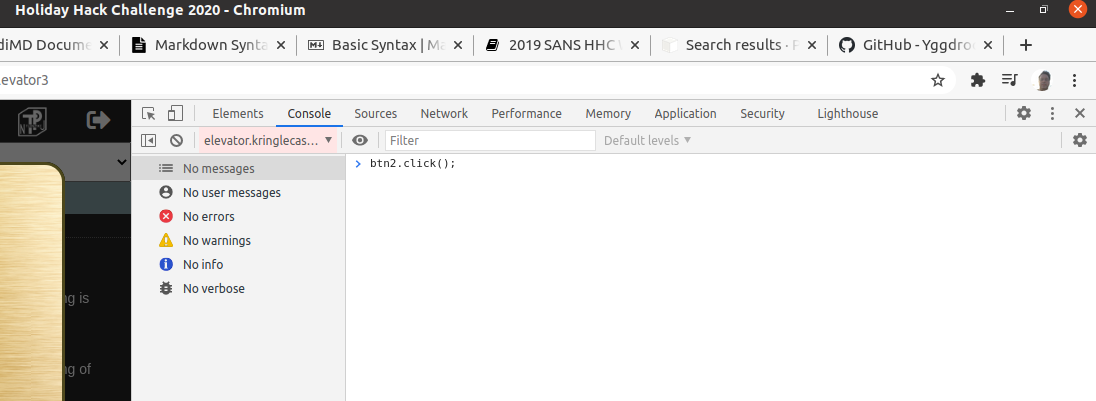 Holiday Hack Challenge 2020 - Chromium
diMD Docume
Markdown Synta
Basic Syntax | Ma
2019 SANS HHC
Search results · P
GitHub - Yggdro
levator3
Elements
Console
Sources
Network
Performance
Memory
Application
Security
Lighthouse
elevator.kringlecas...
Filter
Default levels
No messages
No user messages
No errors
No warnings
No info
No verbose
btn2.click();
ng is
ng of